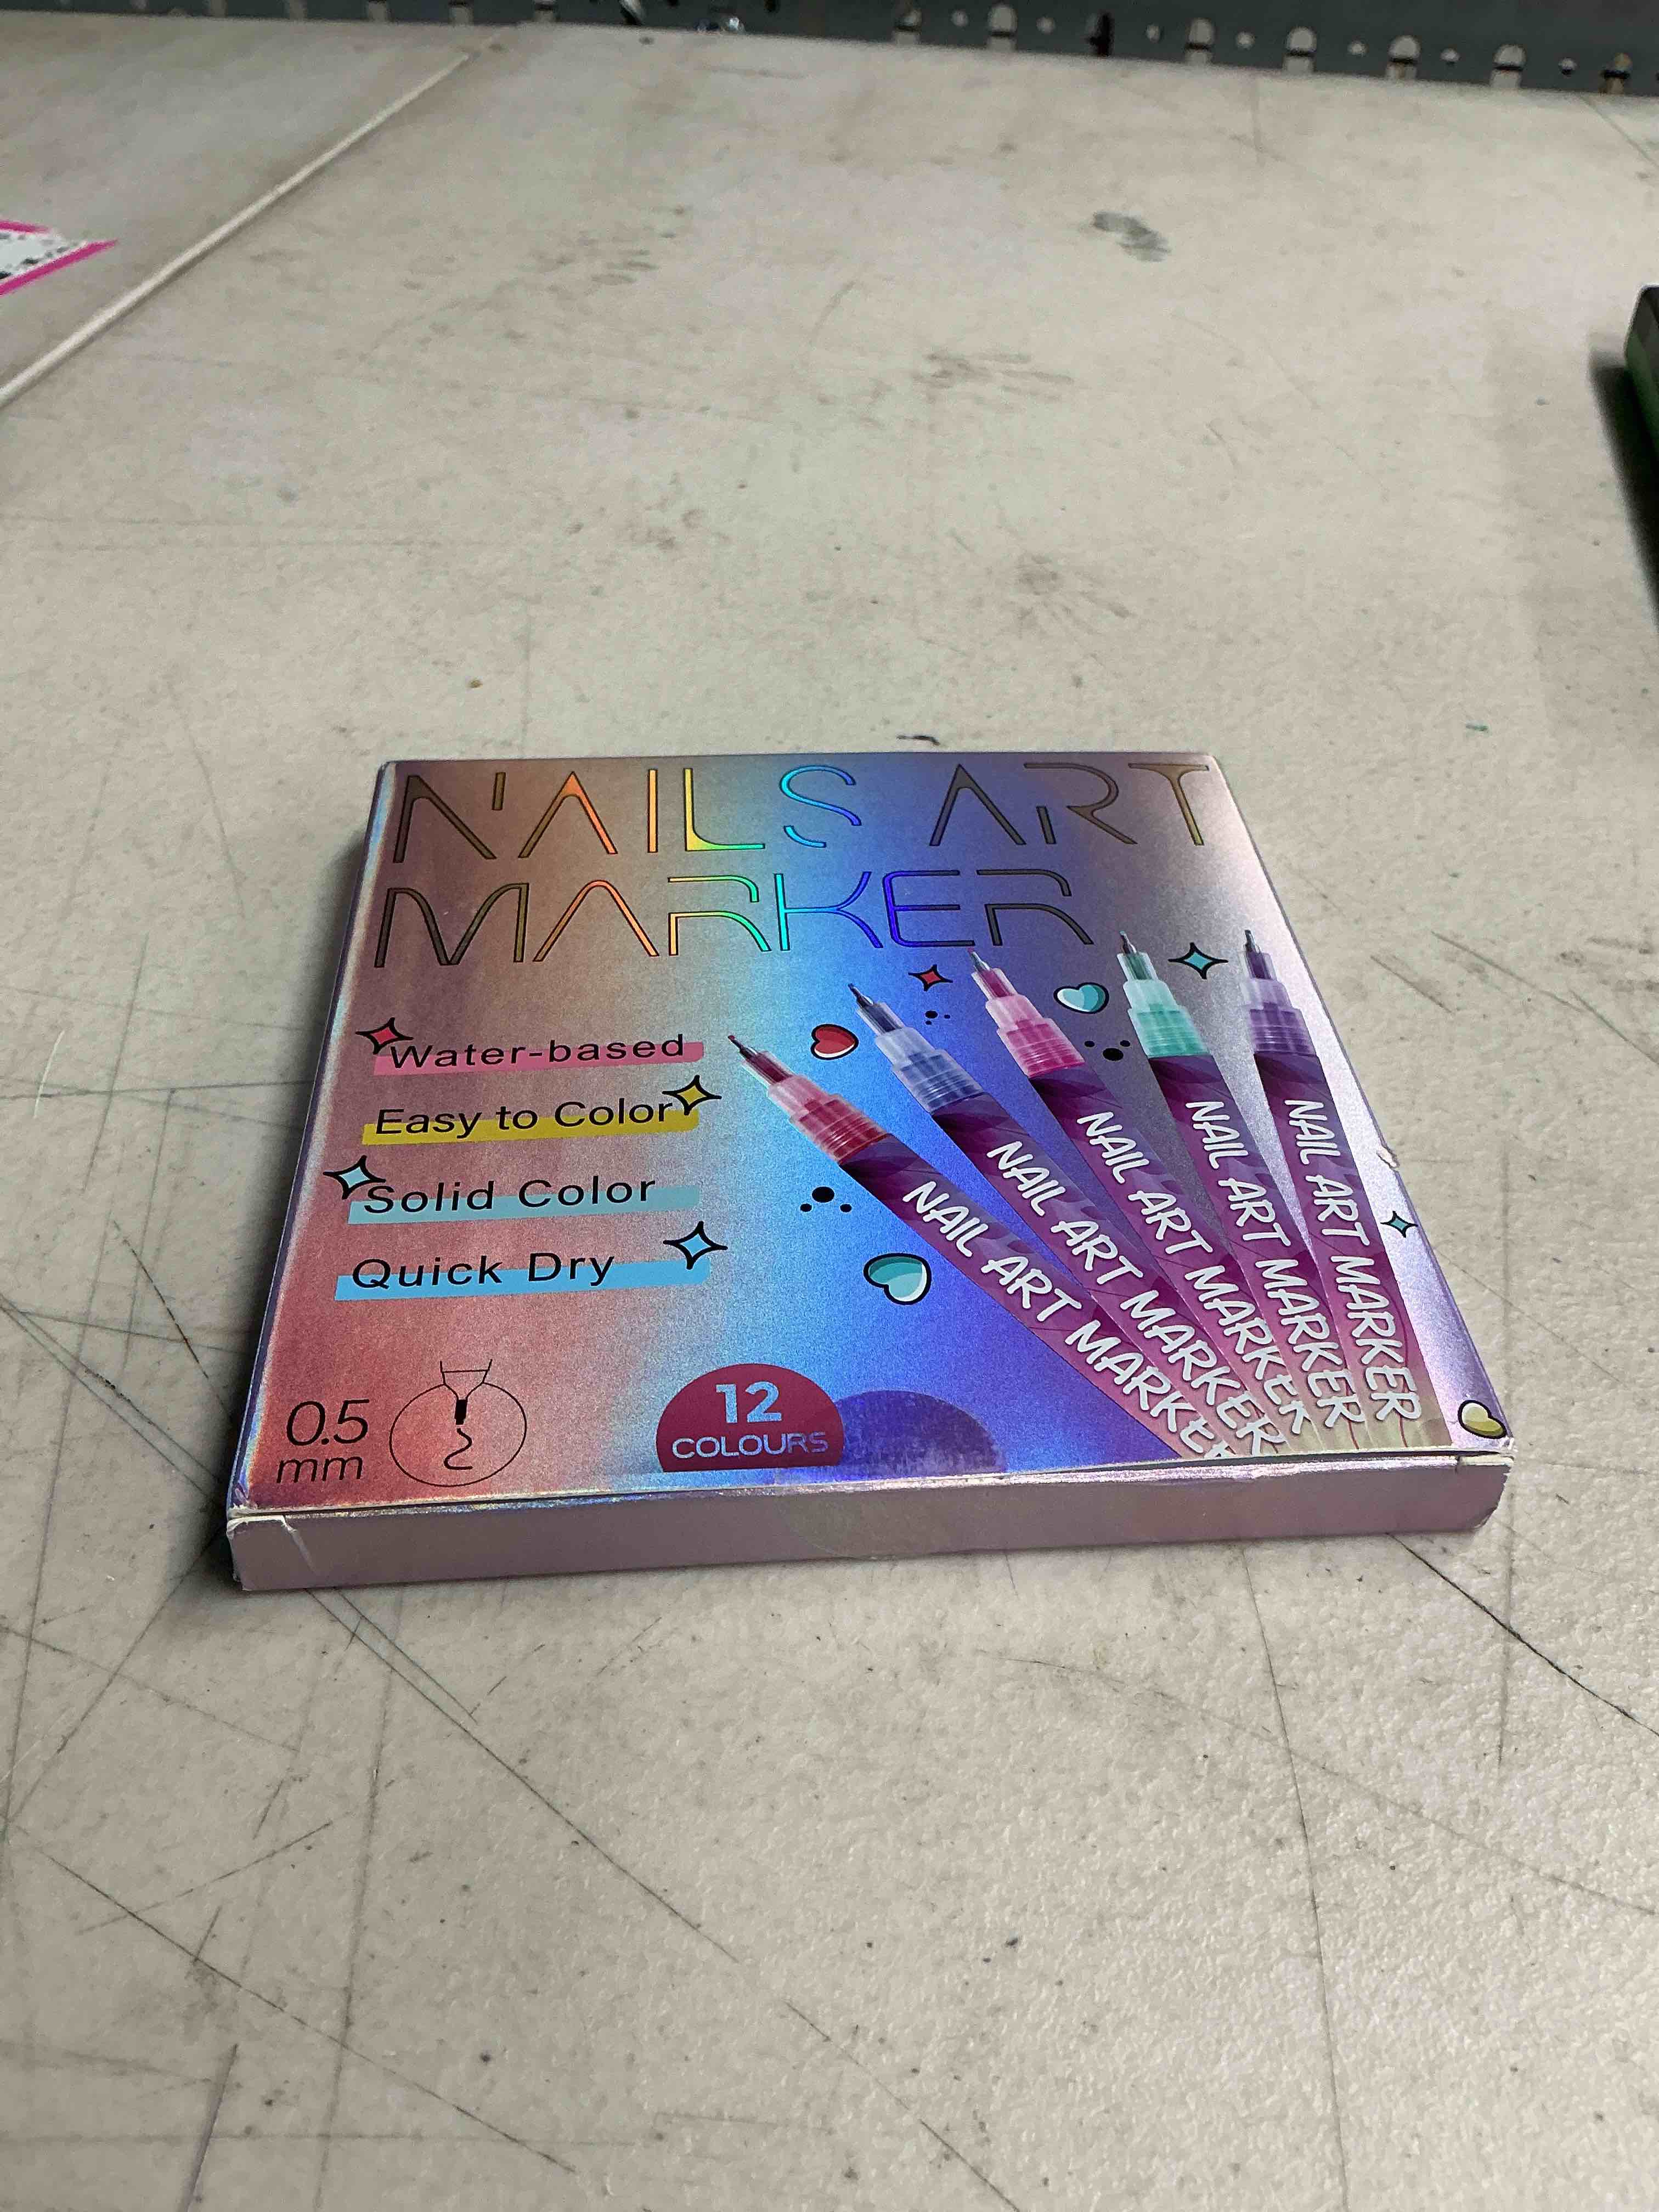 NAILS ART
MARKER
Water-based
Easy to Color
Solid Color
Quick Dry
0.5
mm
12
COLOURS
NAIL ART MARKER
NAIL ART MARKER
NAIL ART MARKER
NAIL ART MARKER
NAIL ART MARKER